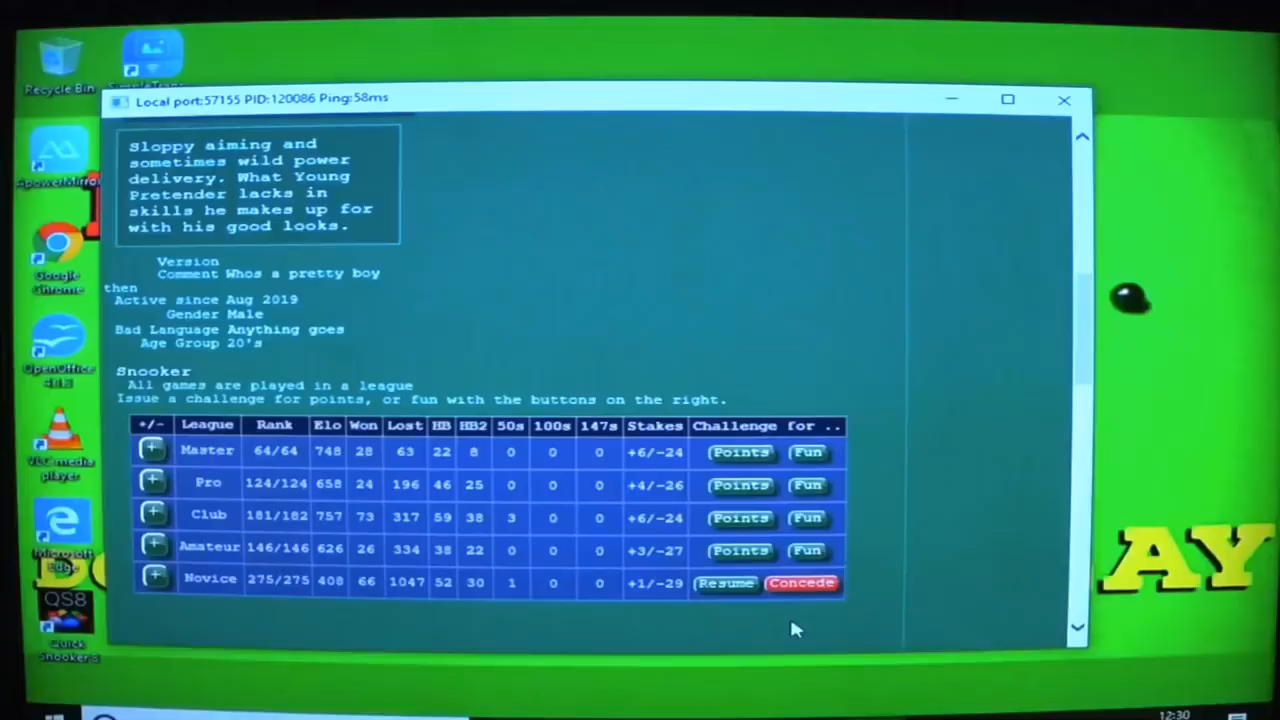 Recycle Bin
Local port:57155 PID:120086 Ping:58ms
Sloppy aiming and
sometimes wild power
delivery. What Young
Pretender lacks in
skills he makes up for
with his good looks.
Version
Comment Whos a pretty boy
then
Active since Aug 2019
Gender Male
Bad Language Anything goes
Age Group 20's
Snooker
All games are played in a league
Issue a challenge for points, or fun with the buttons on the right.
+/- League Rank Elo Won Lost HB HB2 50s 100s 147s Stakes Challenge for ..
+ Master 64/64 748 28 63 22 8 0 0 0 +6/-24 Points Fun
+ Pro 124/124 658 24 196 46 25 0 0 0 +4/-26 Points Fun
+ Club 181/182 757 73 317 59 38 3 0 0 +6/-24 Points Fun
+ Amateur 146/146 626 26 334 38 22 0 0 0 +3/-27 Points Fun
+ Novice 275/275 408 66 1047 52 30 1 0 0 +1/-29 Resume Concede
ApowerMirror
Google
Chrome
OpenOffice
VLC media
player
Microsoft
Edge
QS8
Quick
AY
12:30